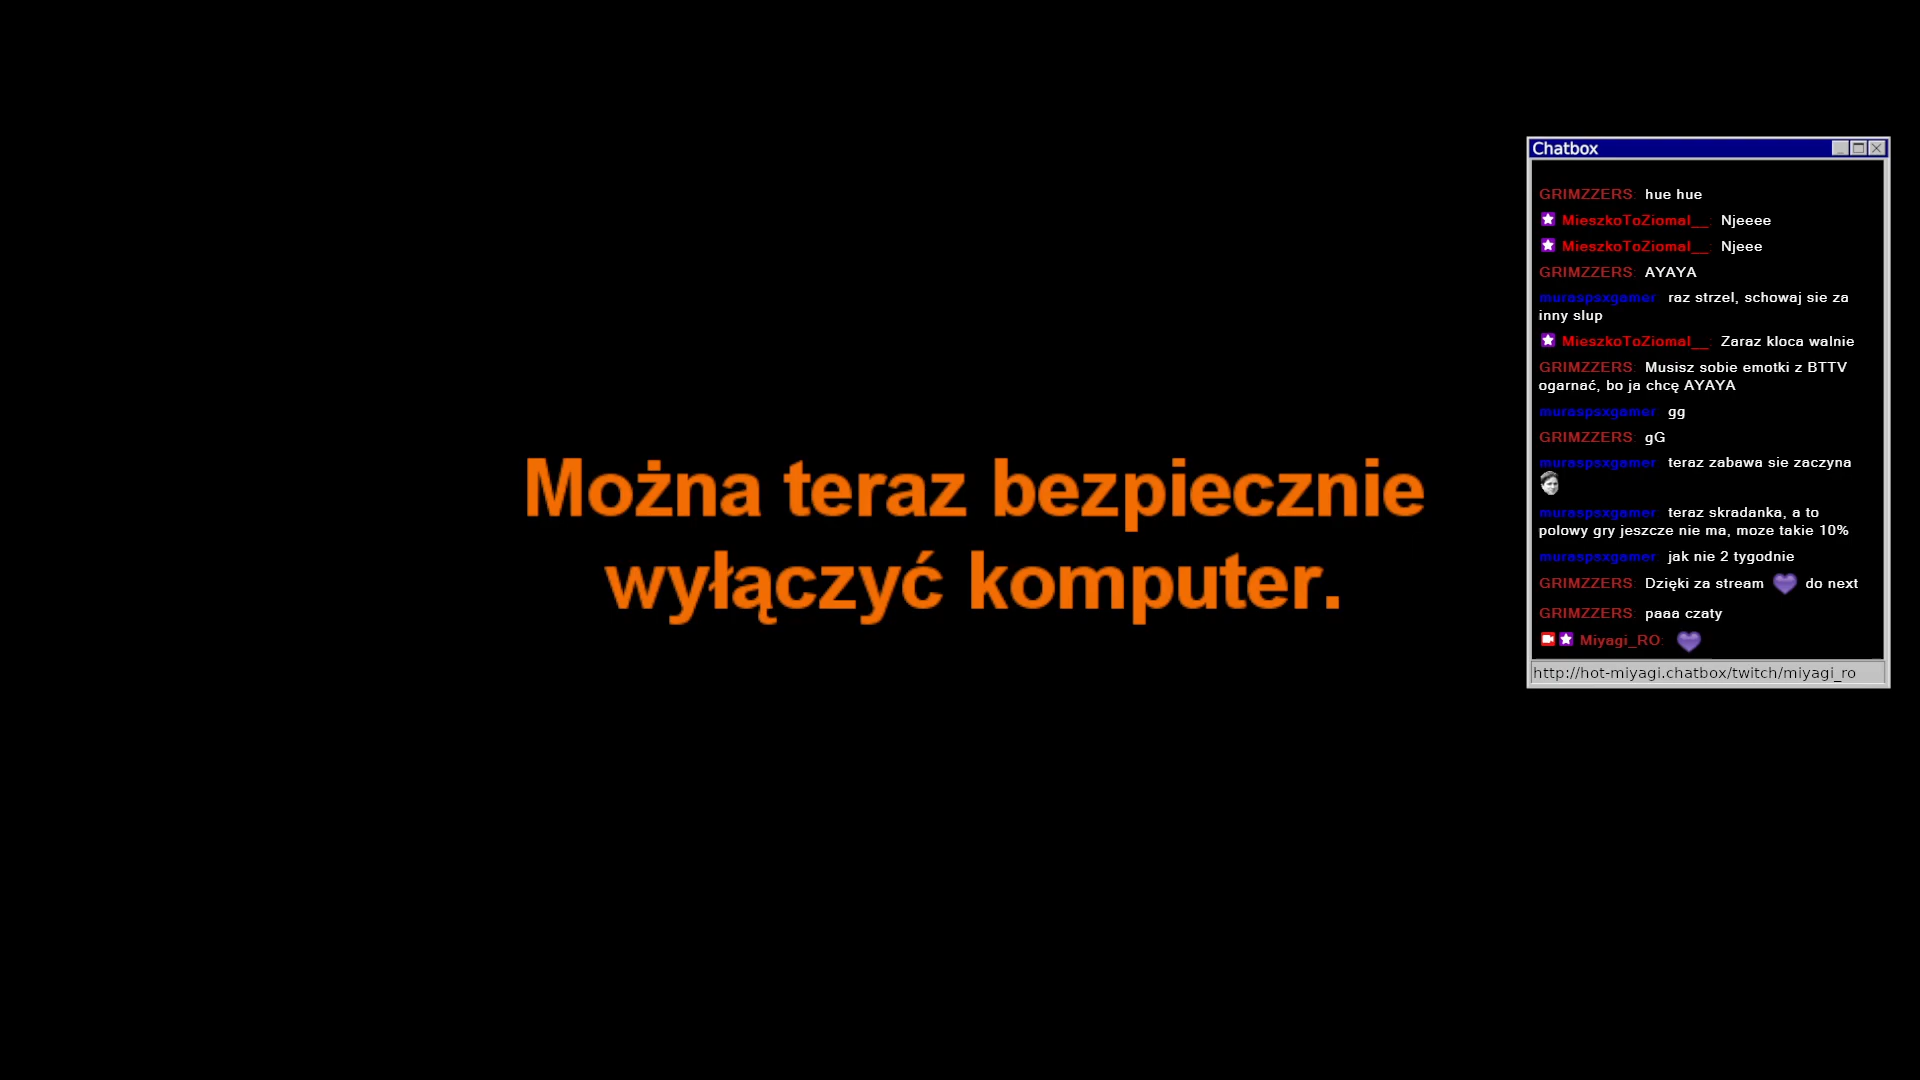 Można teraz bezpiecznie
wyłączyć komputer.
Chatbox
GRIMZZERS: hue hue
MieszkoToZiomal__: Njeeee
MieszkoToZiomal__: Njeee
GRIMZZERS: AYAYA
muraspsxgamer: raz strzel, schowaj sie za
inny slup
MieszkoToZiomal__: Zaraz kloca walnie
GRIMZZERS: Musisz sobie emotki z BTTV
ogarnać, bo ja chcę AYAYA
muraspsxgamer: gg
GRIMZZERS: gG
muraspsxgamer: teraz zabawa sie zaczyna
muraspsxgamer: teraz skradanka, a to
polowy gry jeszcze nie ma, moze takie 10%
muraspsxgamer: jak nie 2 tygodnie
GRIMZZERS: Dzięki za stream do next
GRIMZZERS: paaa czaty
Miyagi_RO:
http://hot-miyagi.chatbox/twitch/miyagi_ro